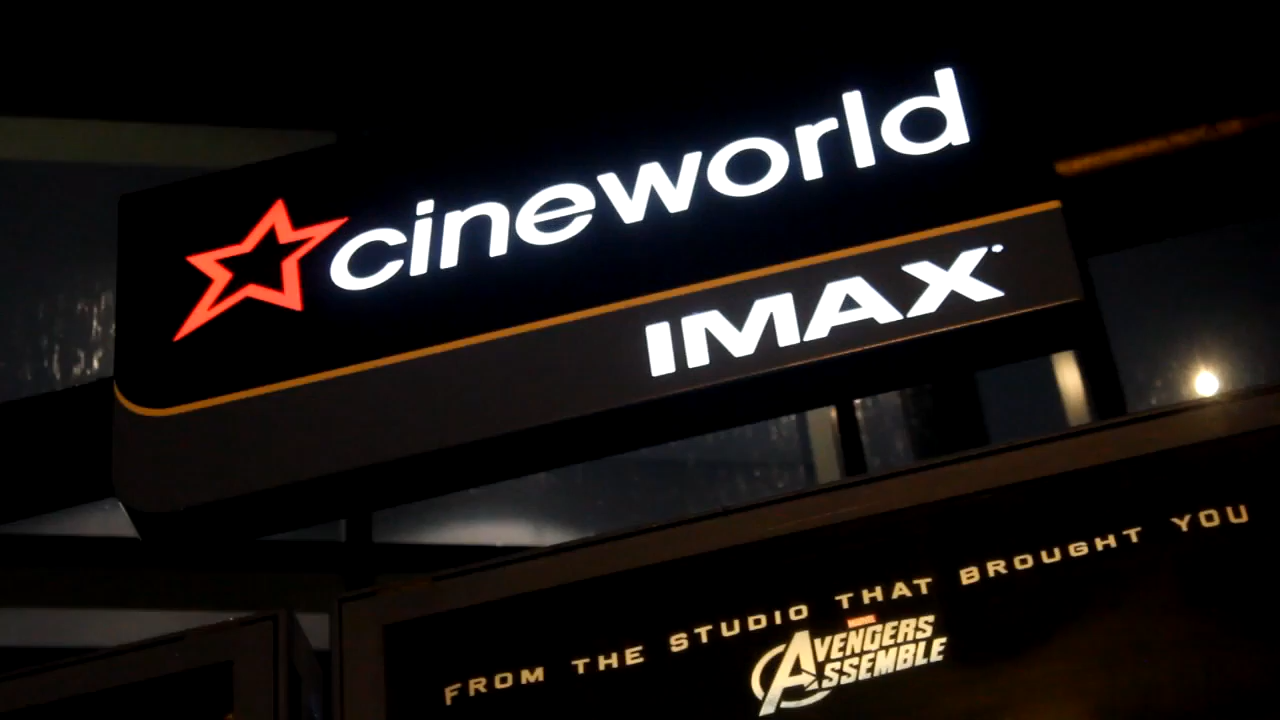 cineworld
IMAX
FROM THE STUDIO THAT BROUGHT YOU
MARVEL
AVENGERS
ASSEMBLE